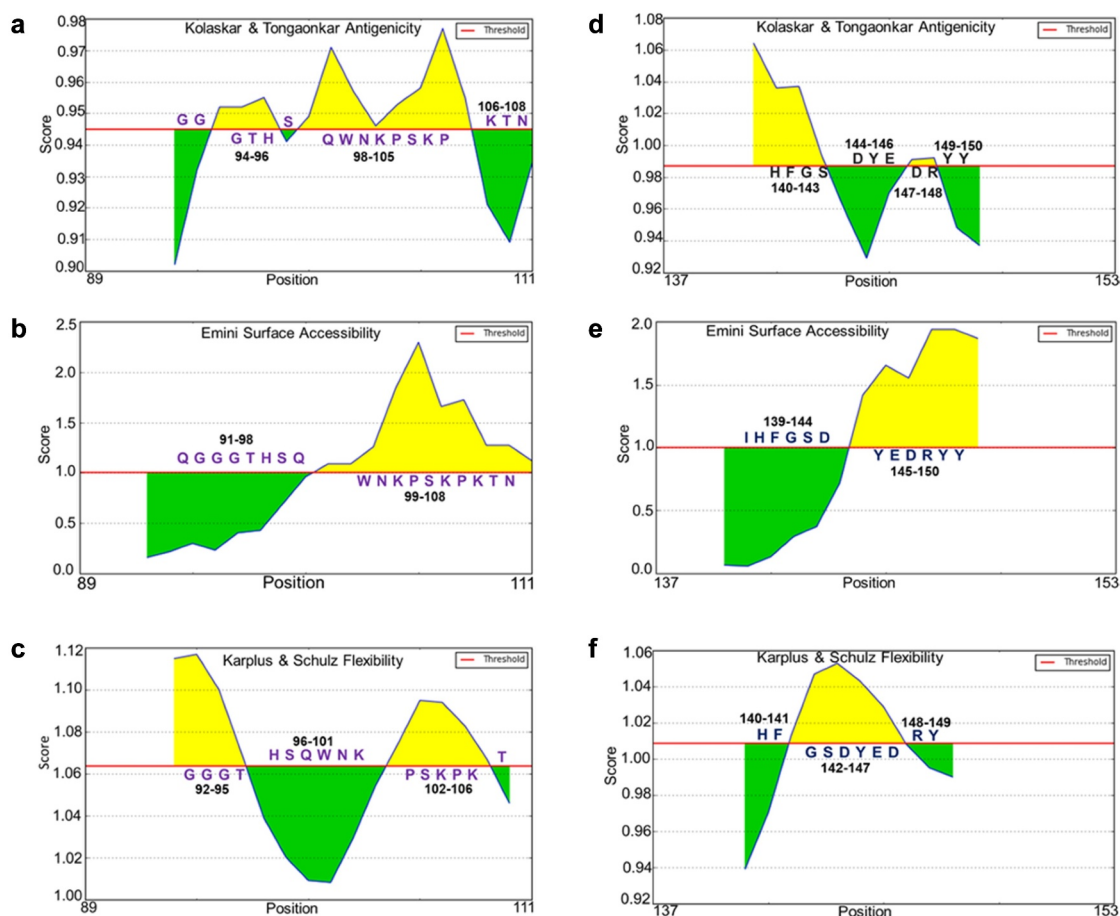 a
Kolaskar & Tongaonkar Antigenicity
Threshold
0.98
0.97
0.96
0.95
0.94
0.93
0.92
0.91
0.90
Score
G G
S
106-108
K T N
G T H
94-96
Q W N K P S K P
98-105
89
Position
111
d
Kolaskar & Tongaonkar Antigenicity
Threshold
1.08
1.06
1.04
1.02
1.00
0.98
0.96
0.94
0.92
Score
144-146
D Y E
149-150
Y Y
H F G S
140-143
D R
147-148
137
Position
153
b
Emini Surface Accessibility
Threshold
2.5
2.0
1.5
1.0
0.5
0.0
Score
91-98
Q G G G T H S Q
W N K P S K P K T N
99-108
89
Position
111
e
Emini Surface Accessibility
Threshold
2.0
1.5
1.0
0.5
0.0
Score
139-144
I H F G S D
Y E D R Y Y
145-150
137
Position
153
c
Karplus & Schulz Flexibility
Threshold
1.12
1.10
1.08
1.06
1.04
1.02
1.00
Score
96-101
H S Q W N K
T
G G G T
92-95
P S K P K
102-106
89
Position
111
f
Karplus & Schulz Flexibility
Threshold
1.06
1.04
1.02
1.00
0.98
0.96
0.94
0.92
Score
140-141
H F
148-149
R Y
G S D Y E D
142-147
137
Position
153